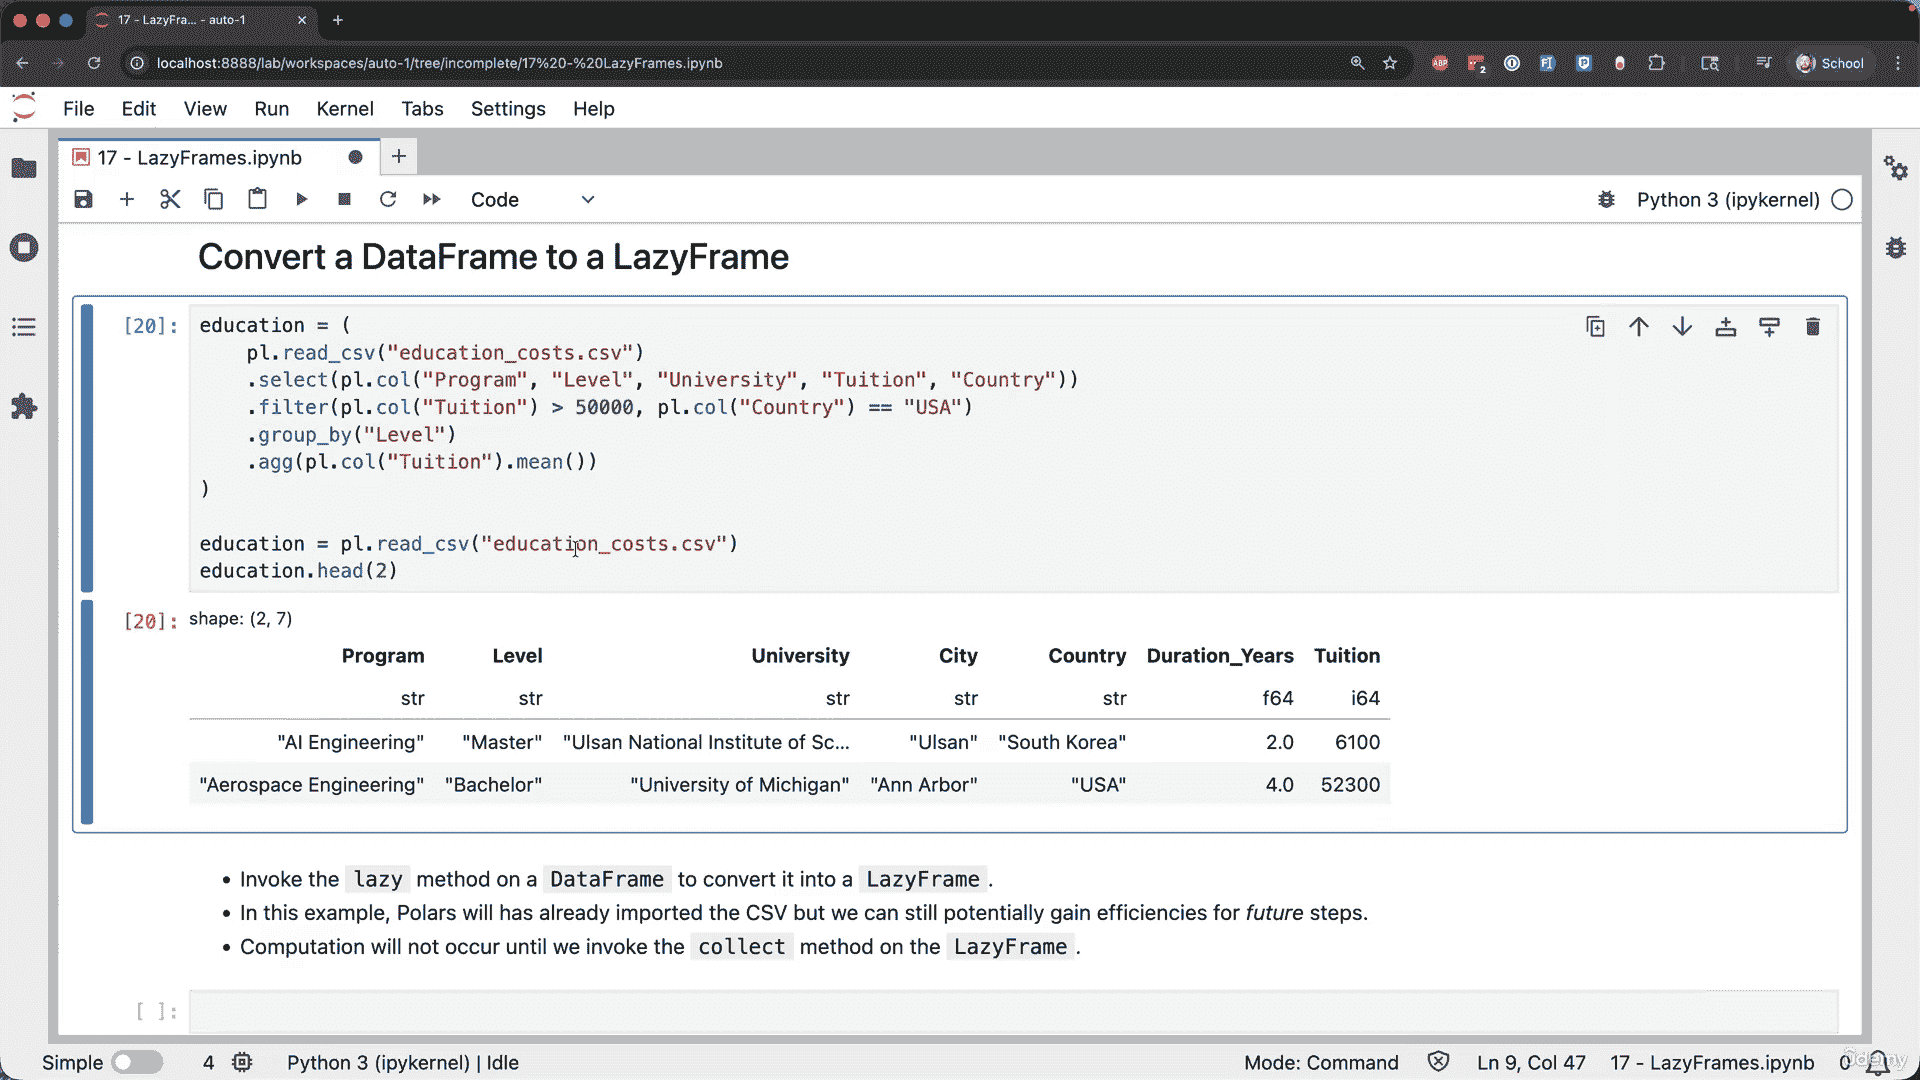 17 - LazyFra... - auto-1
localhost:8888/lab/workspaces/auto-1/tree/incomplete/17%20-%20LazyFrames.ipynb
ABP
2
School
File Edit View Run Kernel Tabs Settings Help
17 - LazyFrames.ipynb
Code
Python 3 (ipykernel)
Convert a DataFrame to a LazyFrame
[20]:
education = (
pl.read_csv("education_costs.csv")
.select(pl.col("Program", "Level", "University", "Tuition", "Country"))
.filter(pl.col("Tuition") > 50000, pl.col("Country") == "USA")
.group_by("Level")
.agg(pl.col("Tuition").mean())
)
education = pl.read_csv("education_costs.csv")
education.head(2)
[20]: shape: (2, 7)
Program Level University City Country Duration_Years Tuition
str str str str str f64 i64
"AI Engineering" "Master" "Ulsan National Institute of Sc... "Ulsan" "South Korea" 2.0 6100
"Aerospace Engineering" "Bachelor" "University of Michigan" "Ann Arbor" "USA" 4.0 52300
• Invoke the lazy method on a DataFrame to convert it into a LazyFrame.
• In this example, Polars will has already imported the CSV but we can still potentially gain efficiencies for future steps.
• Computation will not occur until we invoke the collect method on the LazyFrame.
[ ]:
Simple 4 Python 3 (ipykernel) | Idle Mode: Command Ln 9, Col 47 17 - LazyFrames.ipynb 0
Udemy